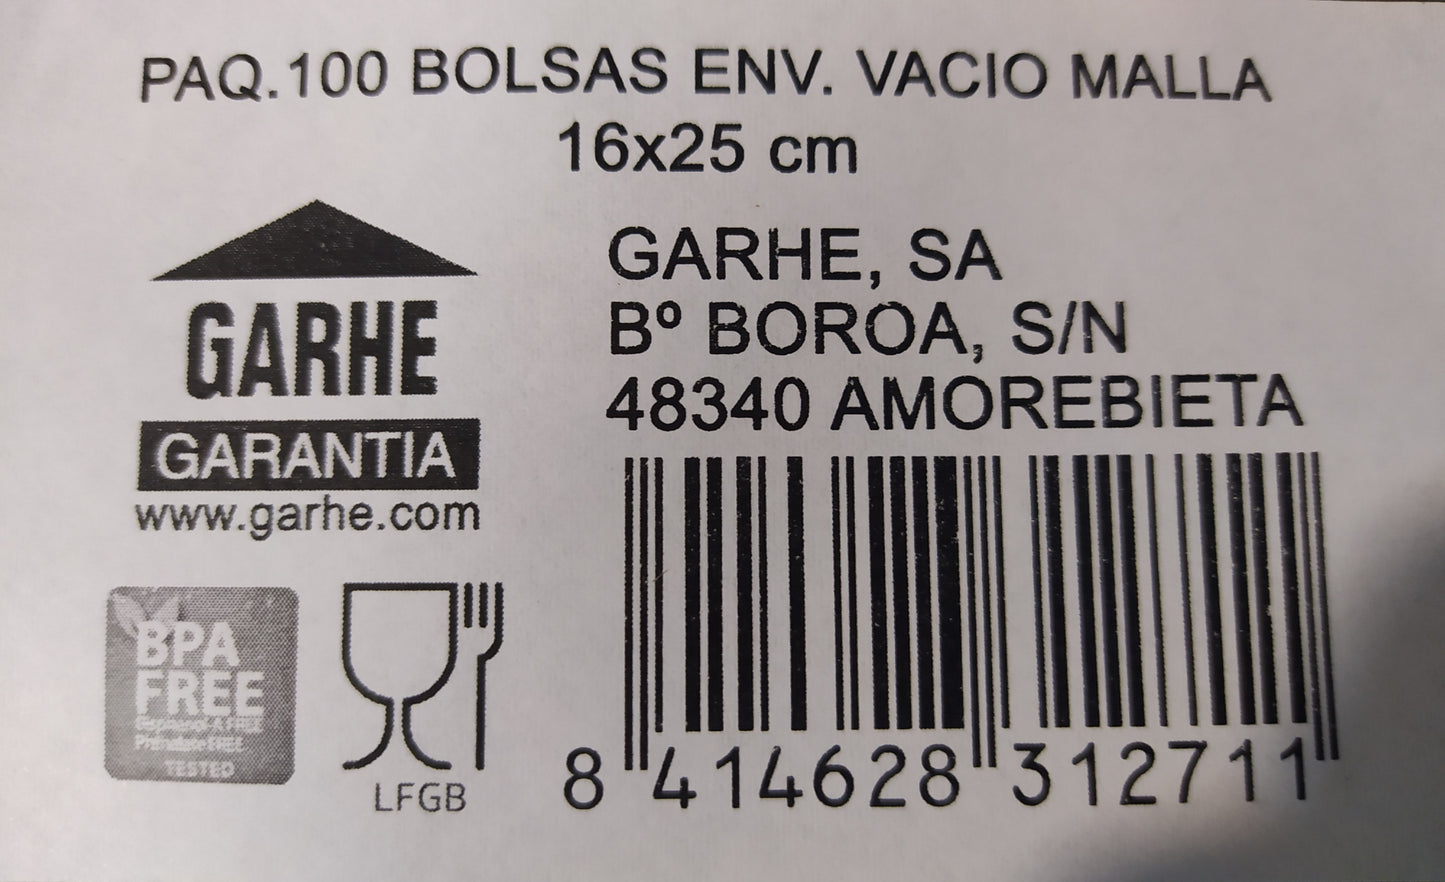 PAQ.100 BOLSAS ENV. VACIO MALLA
16x25 cm
GARHE
GARANTIA
www.garhe.com
GARHE, SA
Bº BOROA, S/N
48340 AMOREBIETA
BPA
FREE
TESTED
LFGB
8 414628 312711